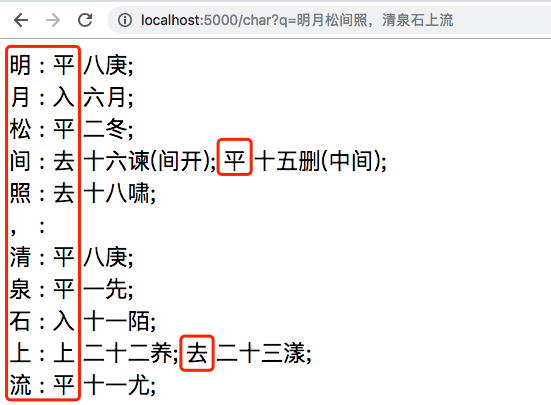 localhost:5000/char?q=明月松间照，清泉石上流
明：平 八庚;
月：入 六月;
松：平 二冬;
间：去 十六谏(间开); 平 十五删(中间);
照：去 十八啸;
，：
清：平 八庚;
泉：平 一先;
石：入 十一陌;
上：上 二十二养; 去 二十三漾;
流：平 十一尤;